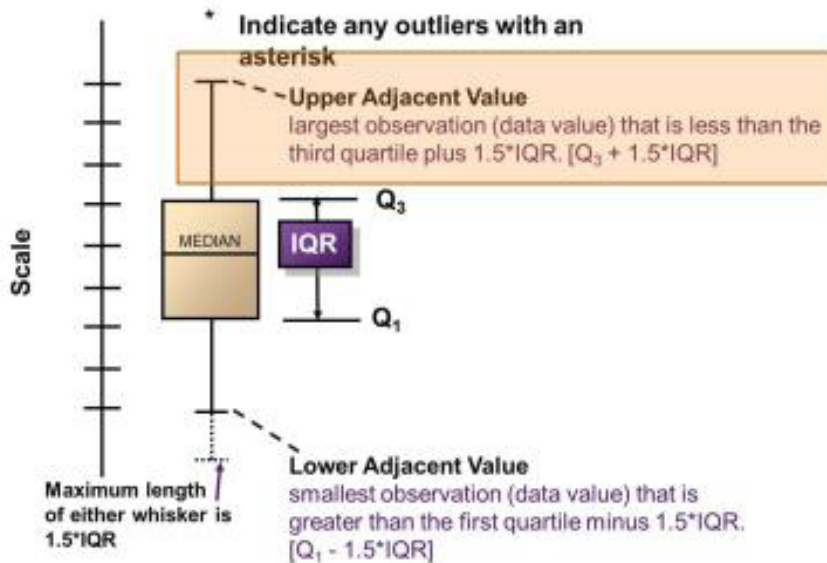 * Indicate any outliers with an
asterisk
Upper Adjacent Value
largest observation (data value) that is less than the
third quartile plus 1.5*IQR. [Q₃ + 1.5*IQR]
Q₃
MEDIAN
IQR
Scale
Q₁
Lower Adjacent Value
smallest observation (data value) that is
greater than the first quartile minus 1.5*IQR.
[Q₁ - 1.5*IQR]
Maximum length
of either whisker is
1.5*IQR